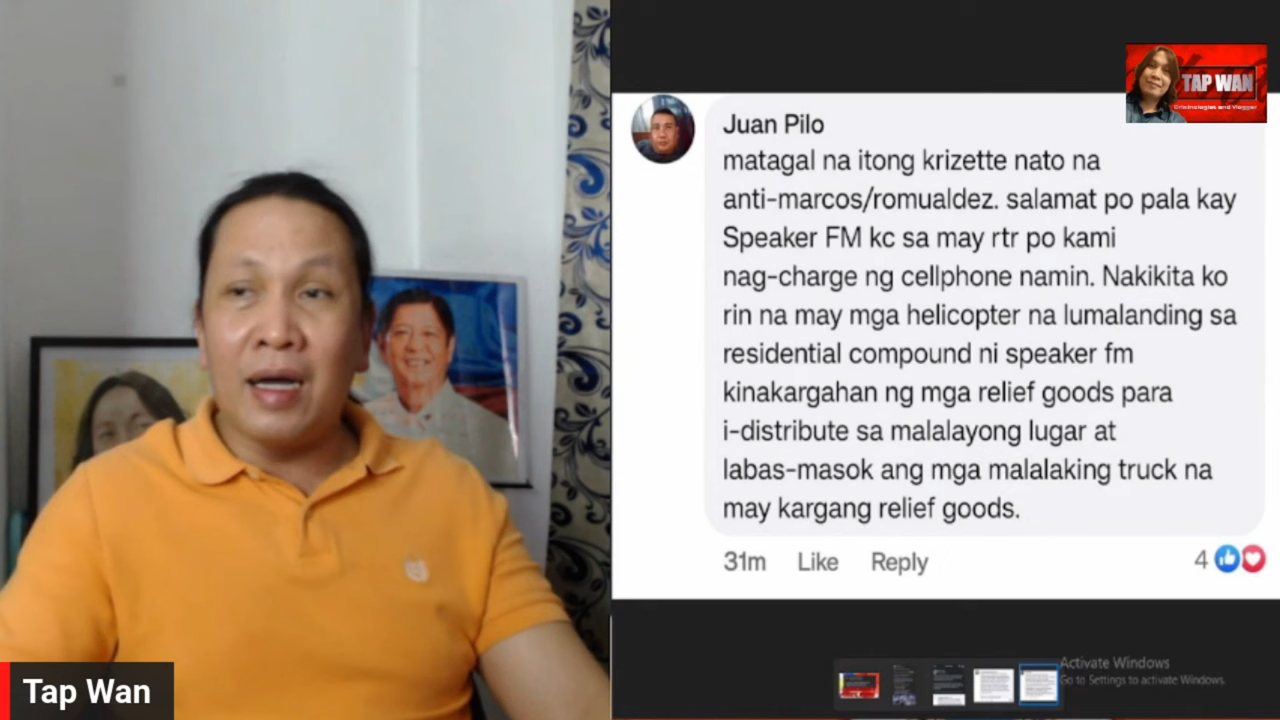 TAP WAN
Criminologist and Vlogger
Juan Pilo
matagal na itong krizette nato na
anti-marcos/romualdez. salamat po pala kay
Speaker FM kc sa may rtr po kami
nag-charge ng cellphone namin. Nakikita ko
rin na may mga helicopter na lumalanding sa
residential compound ni speaker fm
kinakargahan ng mga relief goods para
i-distribute sa malalayong lugar at
labas-masok ang mga malalaking truck na
may kargang relief goods.
31m Like Reply 4
Activate Windows
Go to Settings to activate Windows.
Tap Wan